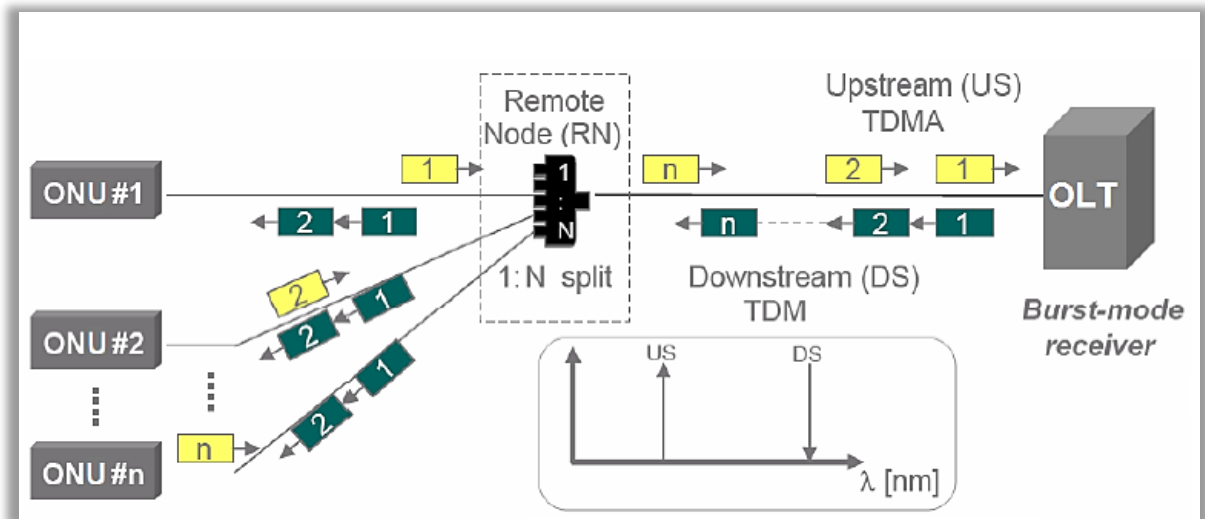 Upstream (US)
TDMA
Remote
Node (RN)
ONU #1
1
1
:
N
n
2
1
OLT
2
1
n
2
1
1: N split
Downstream (DS)
TDM
Burst-mode
receiver
ONU #2
2
2
1
US
DS
λ [nm]
ONU #n
n
2
1